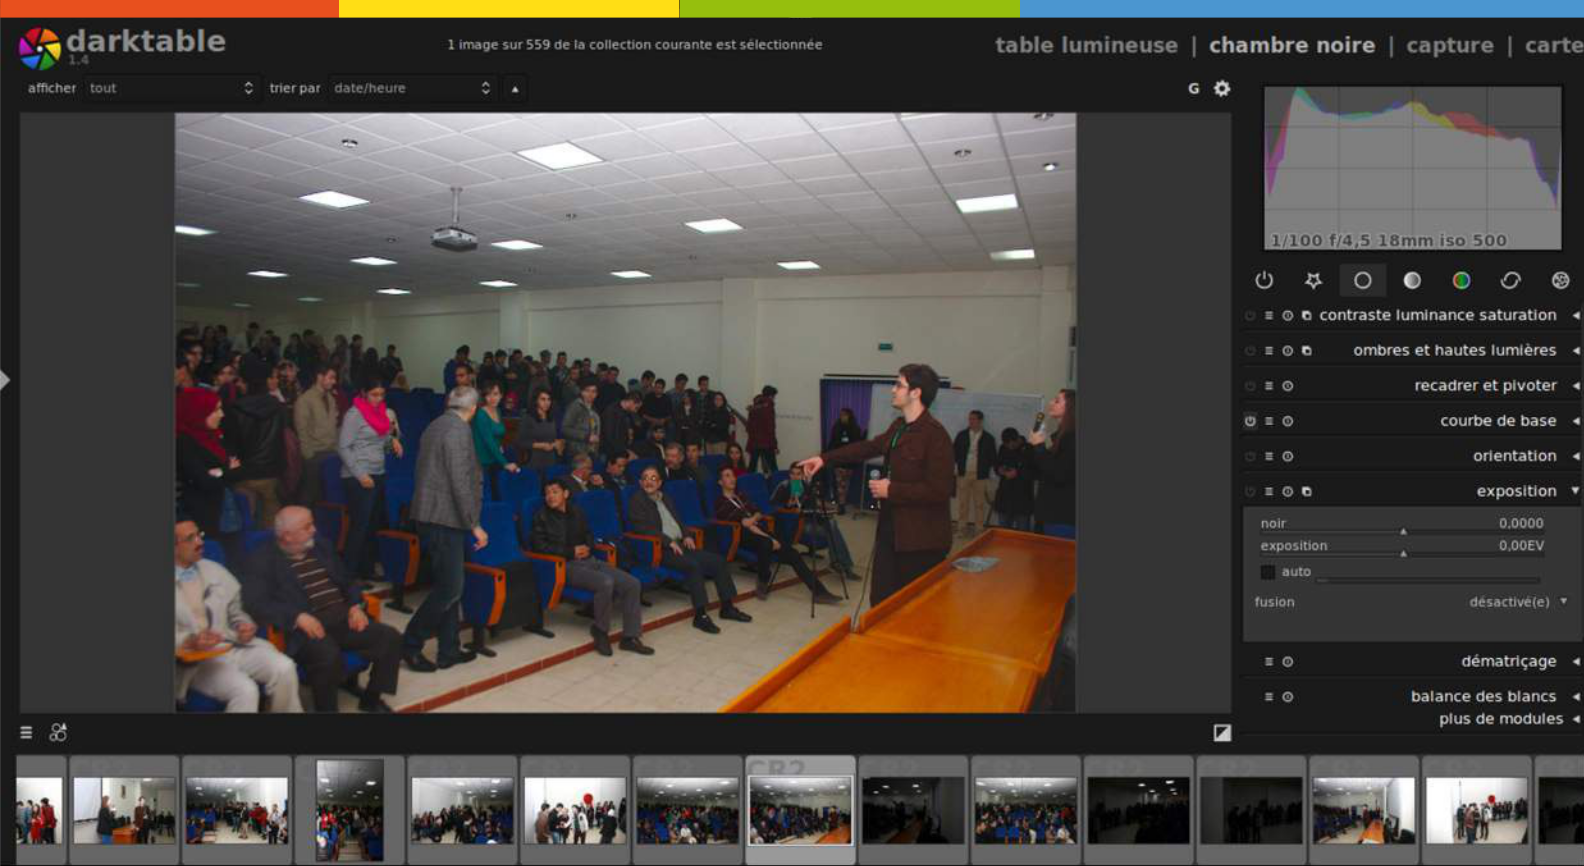 darktable
1.4
1 image sur 559 de la collection courante est sélectionnée
table lumineuse | chambre noire | capture | carte
afficher tout trier par date/heure
G
1/100 f/4,5 18mm iso 500
contraste luminance saturation
ombres et hautes lumières
recadrer et pivoter
courbe de base
orientation
exposition
noir 0,0000
exposition 0,00EV
auto
fusion désactivé(e)
dématriçage
balance des blancs
plus de modules
CR2